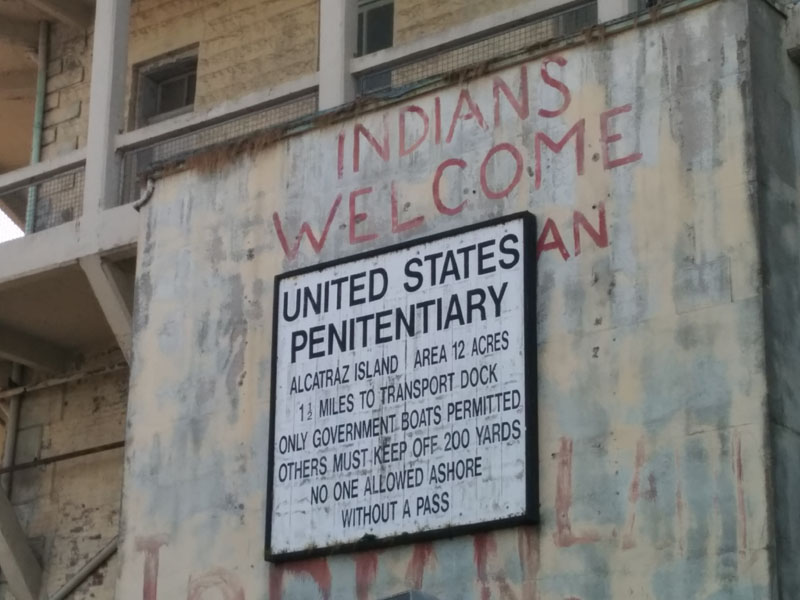 INDIANS
WELCOME
AN
UNITED STATES
PENITENTIARY
ALCATRAZ ISLAND AREA 12 ACRES
1½ MILES TO TRANSPORT DOCK
ONLY GOVERNMENT BOATS PERMITTED
OTHERS MUST KEEP OFF 200 YARDS
NO ONE ALLOWED ASHORE
WITHOUT A PASS